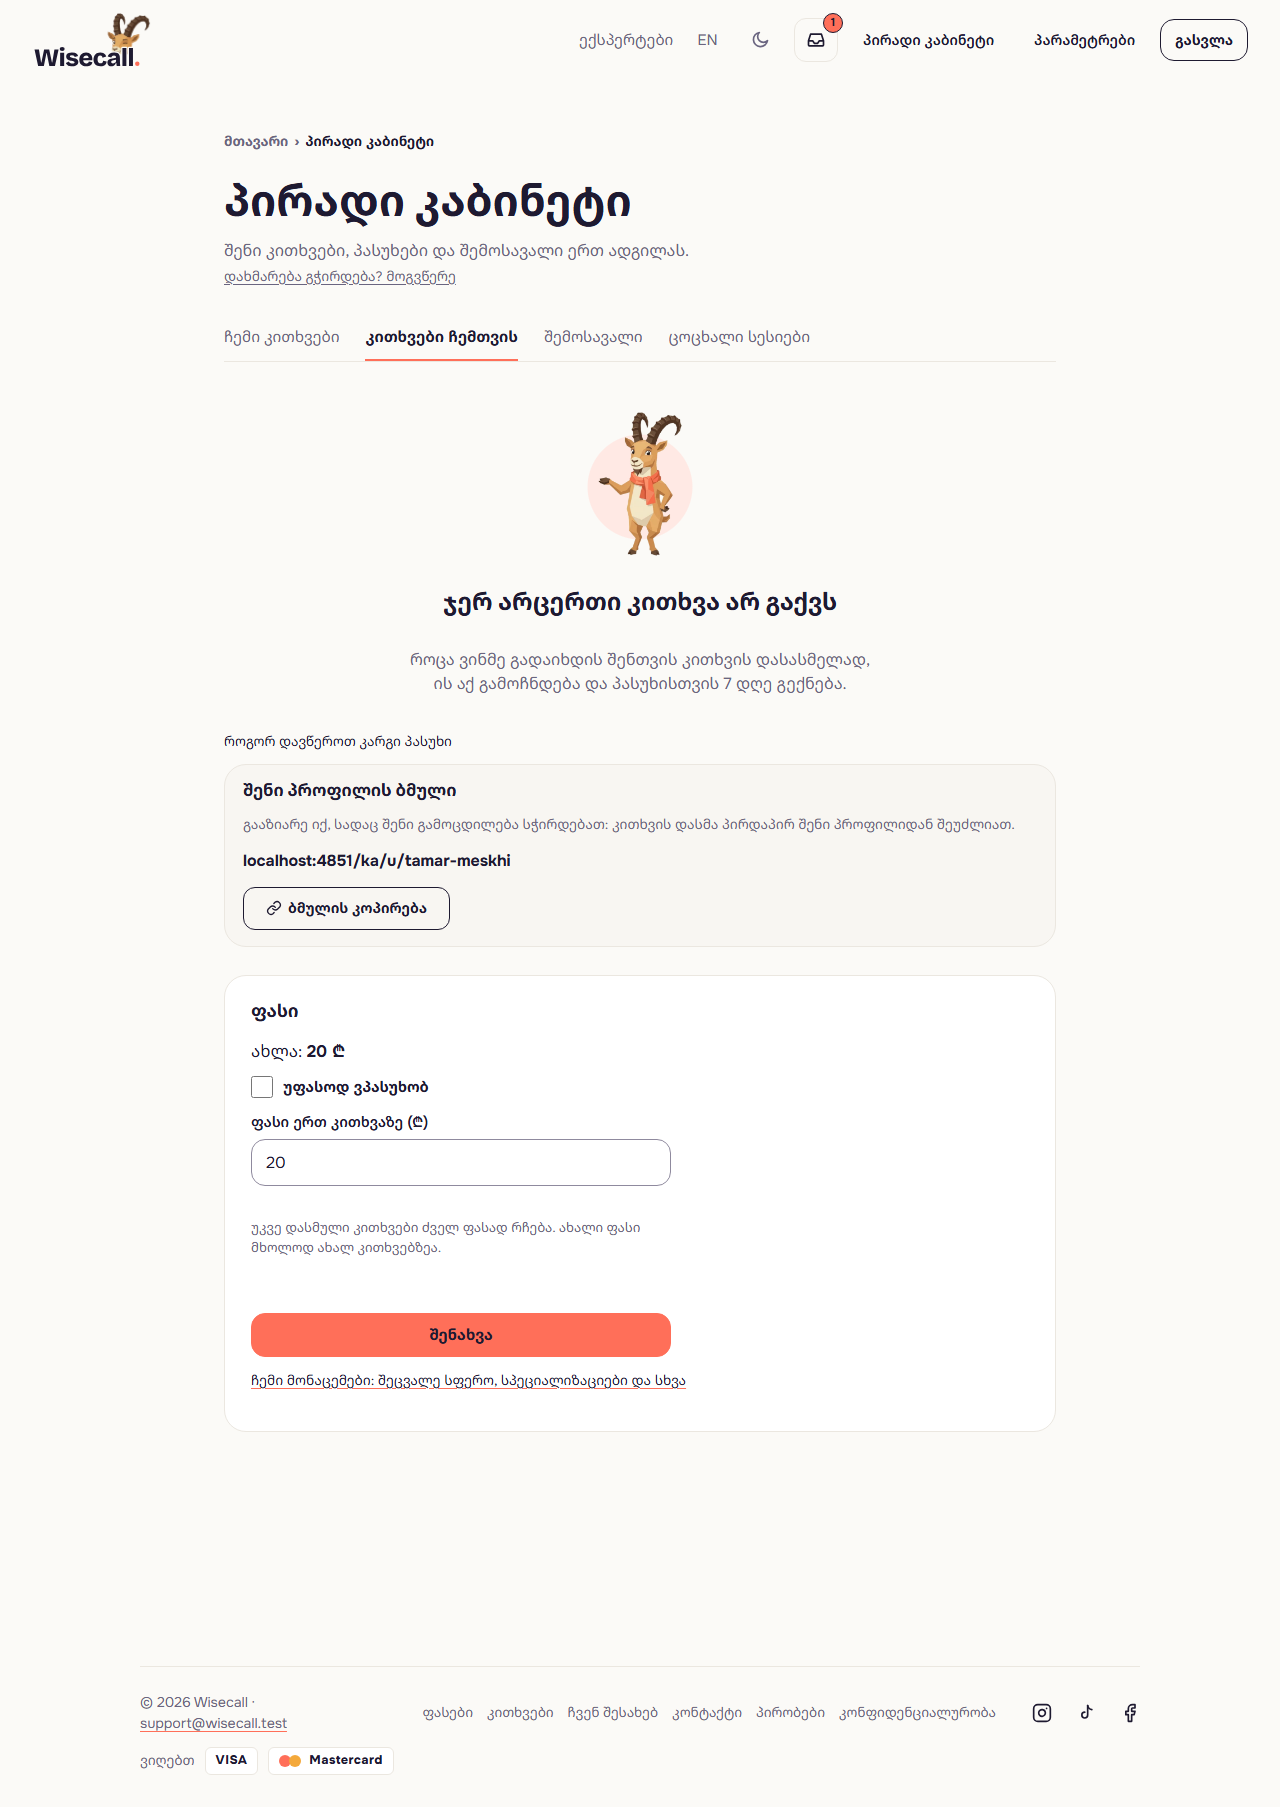 Wisecall.
ექსპერტები
EN
1
პირადი კაბინეტი
პარამეტრები
გასვლა
მთავარი › პირადი კაბინეტი
პირადი კაბინეტი
შენი კითხვები, პასუხები და შემოსავალი ერთ ადგილას.
დახმარება გჭირდება? მოგვწერე
ჩემი კითხვები
კითხვები ჩემთვის
შემოსავალი
ცოცხალი სესიები
ჯერ არცერთი კითხვა არ გაქვს
როცა ვინმე გადაიხდის შენთვის კითხვის დასასმელად,
ის აქ გამოჩნდება და პასუხისთვის 7 დღე გექნება.
როგორ დავწეროთ კარგი პასუხი
შენი პროფილის ბმული
გააზიარე იქ, სადაც შენი გამოცდილება სჭირდებათ: კითხვის დასმა პირდაპირ შენი პროფილიდან შეუძლიათ.
localhost:4851/ka/u/tamar-meskhi
ბმულის კოპირება
ფასი
ახლა: 20 ₾
უფასოდ ვპასუხობ
ფასი ერთ კითხვაზე (₾)
20
უკვე დასმული კითხვები ძველ ფასად რჩება. ახალი ფასი
მხოლოდ ახალ კითხვებზეა.
შენახვა
ჩემი მონაცემები: შეცვალე სფერო, სპეციალიზაციები და სხვა
© 2026 Wisecall ·
support@wisecall.test
ფასები
კითხვები
ჩვენ შესახებ
კონტაქტი
პირობები
კონფიდენციალურობა
ვიღებთ
VISA
Mastercard